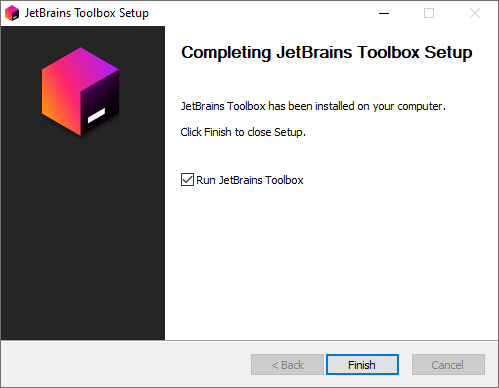 JetBrains Toolbox Setup
Completing JetBrains Toolbox Setup
JetBrains Toolbox has been installed on your computer.
Click Finish to close Setup.
Run JetBrains Toolbox
< Back
Finish
Cancel